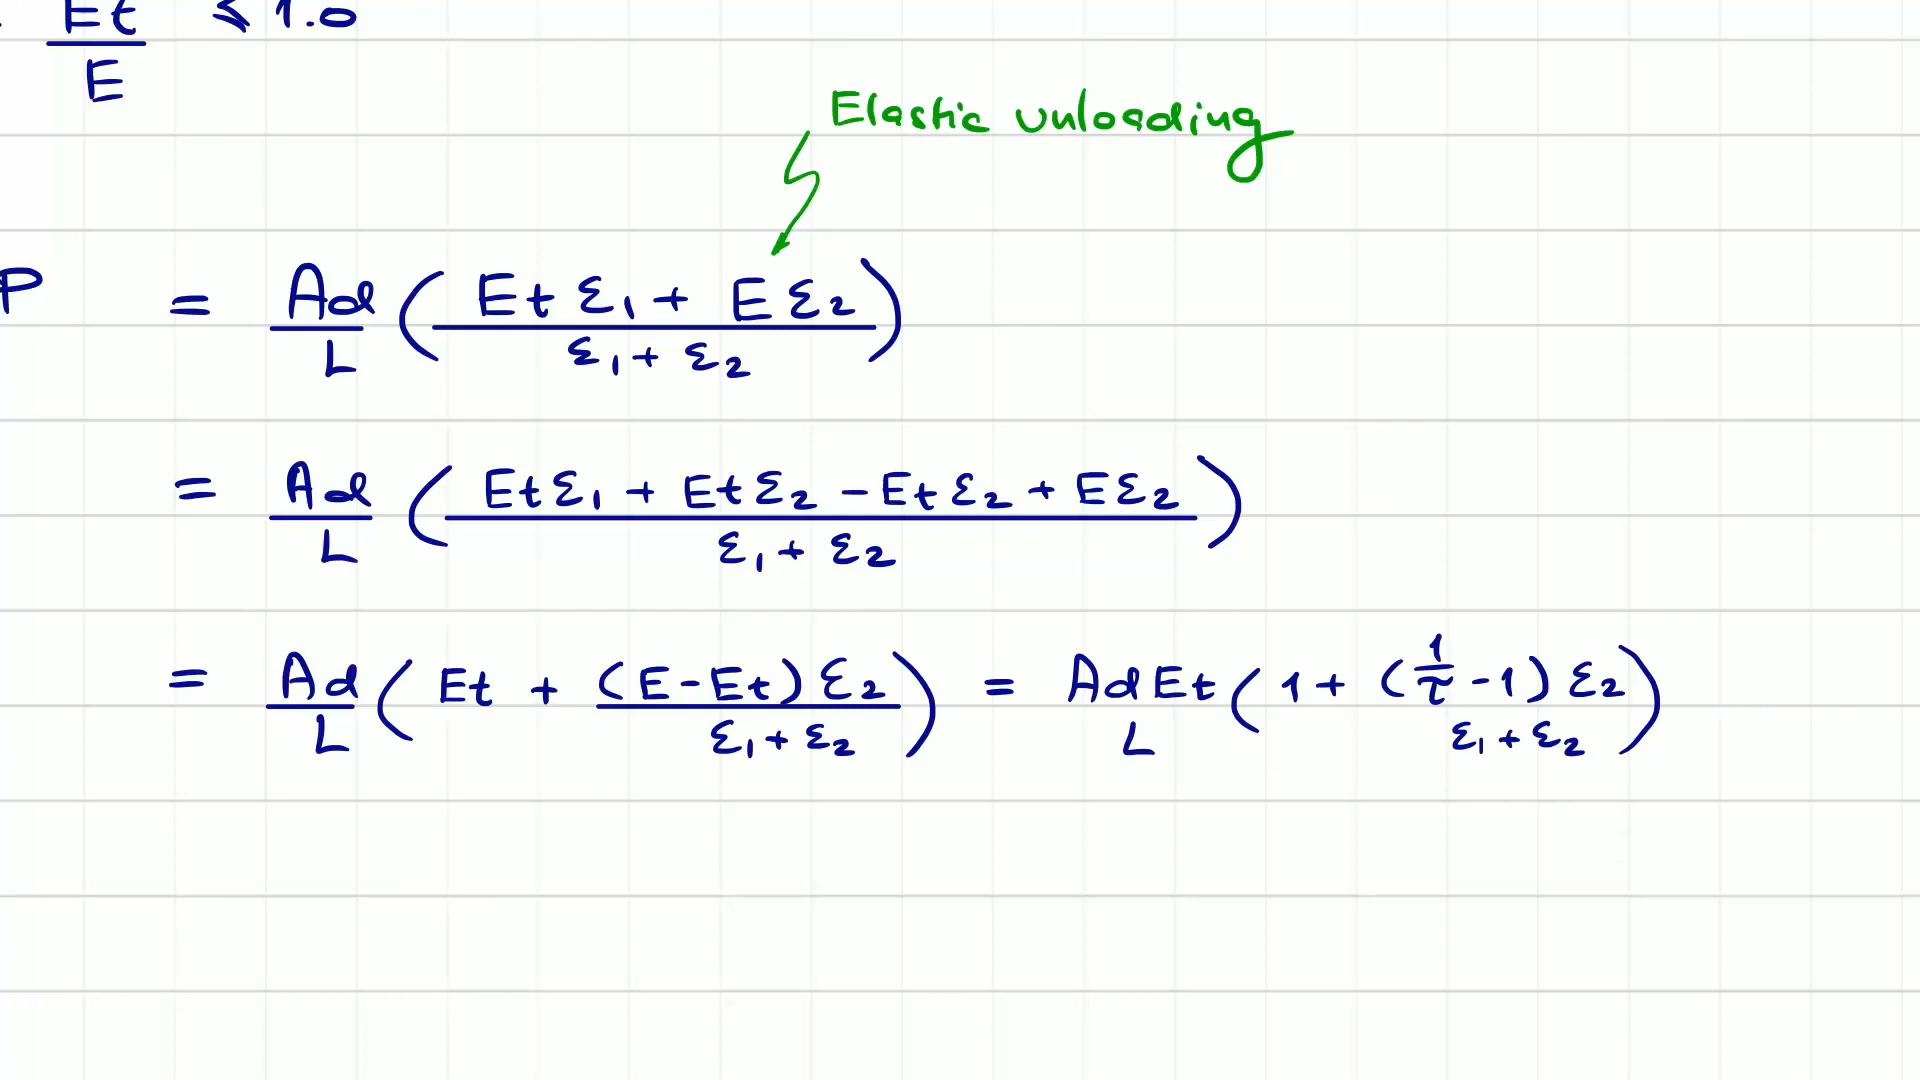 Et/E ≤ 1.0
Elastic unloading
P = Ad/L ( (Et ε1 + E ε2) / (ε1 + ε2) )
= Ad/L ( (Et ε1 + Et ε2 - Et ε2 + E ε2) / (ε1 + ε2) )
= Ad/L ( Et + (E - Et) ε2 / (ε1 + ε2) ) = Ad Et L ( 1 + (1/τ - 1) ε2 ε1 + ε2 )